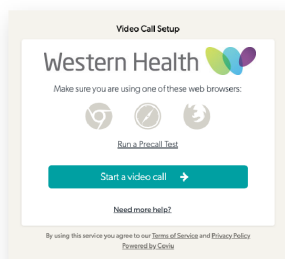 Video Call Setup
Western Health
Make sure you are using one of these web browsers:
Run a Precall Test
Start a video call
Need more help?
By using this service you agree to our Terms of Service and Privacy Policy
Powered by Coviu